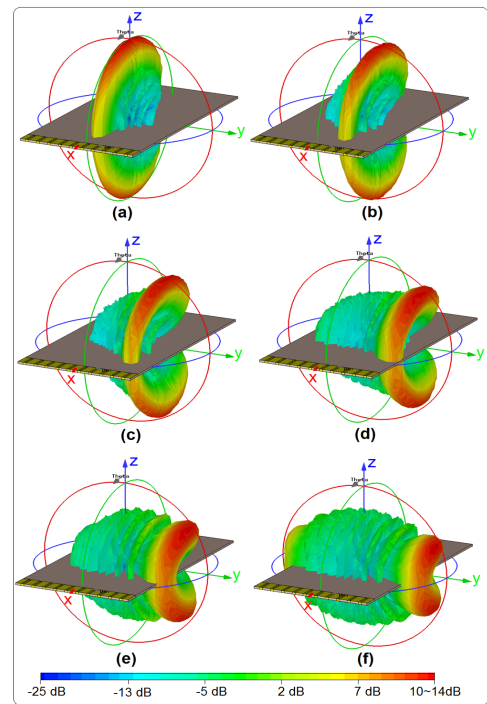 z z
Theta Theta
y y
x x
(a) (b)
z z
Theta Theta
y y
x x
(c) (d)
z z
Theta Theta
y y
x x
(e) (f)
-25 dB -13 dB -5 dB 2 dB 7 dB 10~14dB